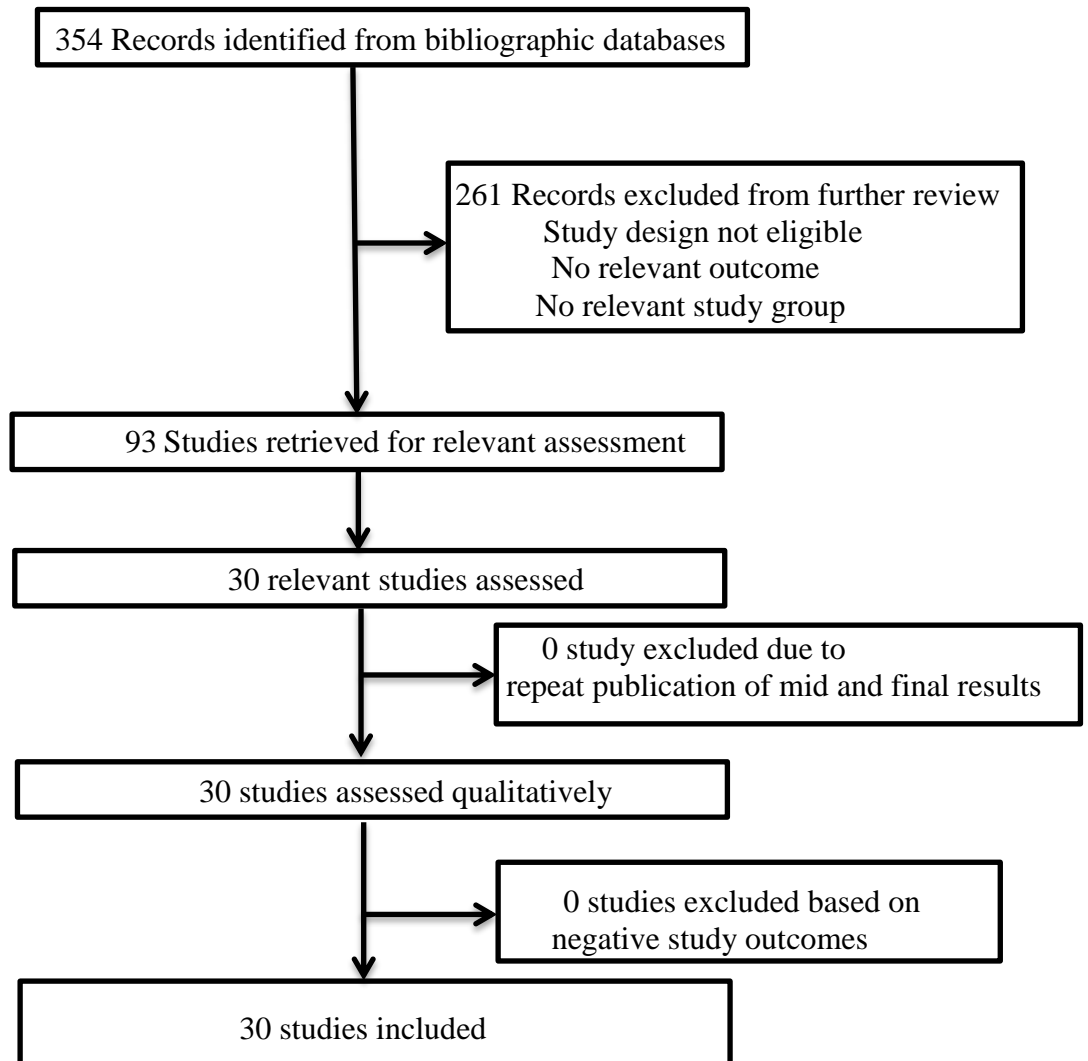 354 Records identified from bibliographic databases
261 Records excluded from further review
Study design not eligible
No relevant outcome
No relevant study group
93 Studies retrieved for relevant assessment
30 relevant studies assessed
0 study excluded due to
repeat publication of mid and final results
30 studies assessed qualitatively
0 studies excluded based on
negative study outcomes
30 studies included